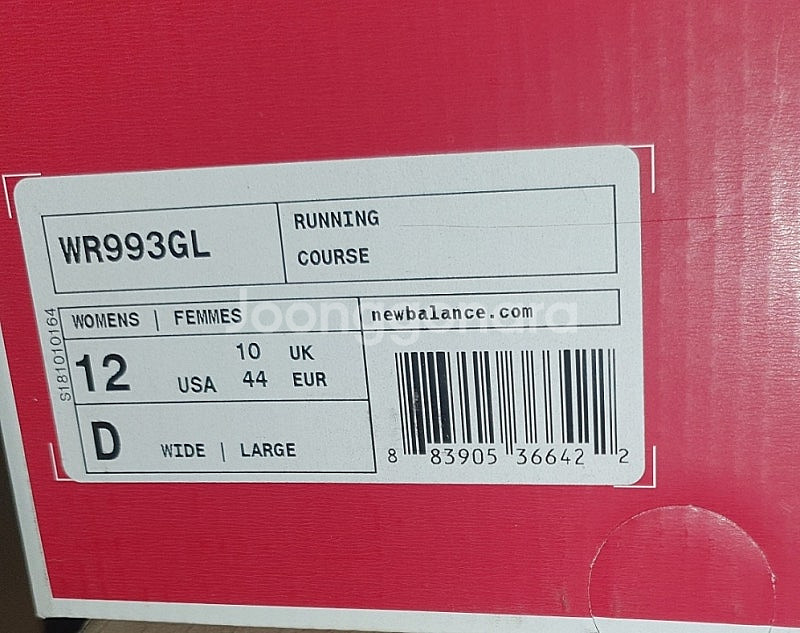 WR993GL
RUNNING
COURSE
WOMENS | FEMMES
newbalance.com
S181010164
12 USA
10 UK
44 EUR
D WIDE | LARGE
8 83905 36642 2
Joonggonara